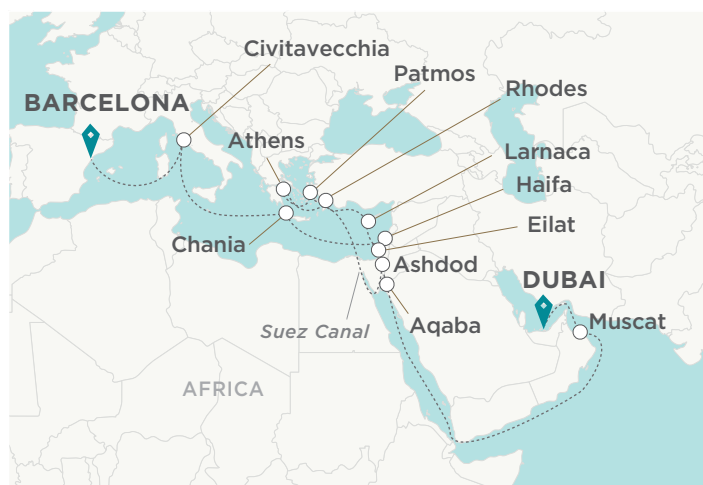 Civitavecchia
Patmos
Rhodes
BARCELONA
Athens
Larnaca
Haifa
Eilat
Chania
Ashdod
DUBAI
Aqaba
Muscat
Suez Canal
AFRICA